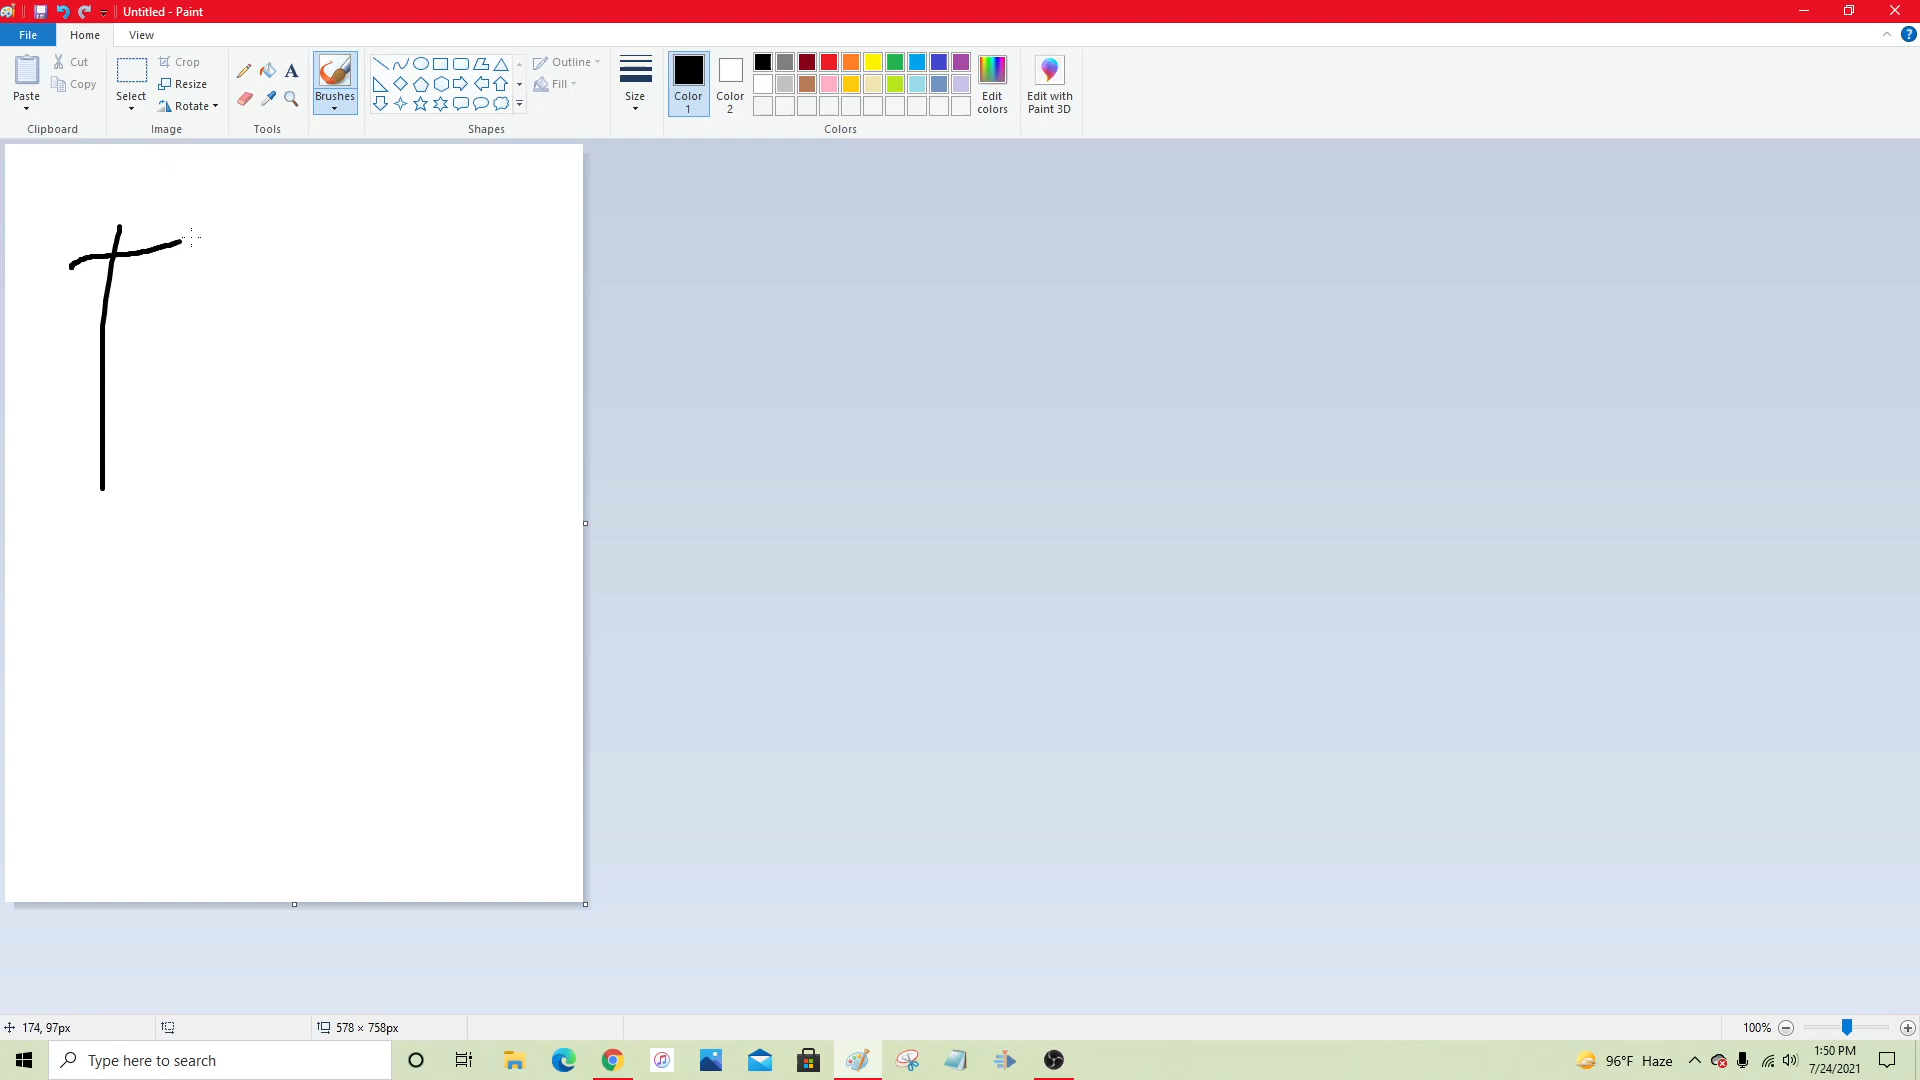 Untitled - Paint
File Home View
Paste
Cut
Copy
Clipboard
Select
Crop
Resize
Rotate
Image
A
Tools
Brushes
Shapes
Outline
Fill
Size
Color 1
Color 2
Edit colors
Colors
Edit with Paint 3D
?
T
174, 97px
578 × 758px
100%
Type here to search
96°F Haze
1:50 PM
7/24/2021